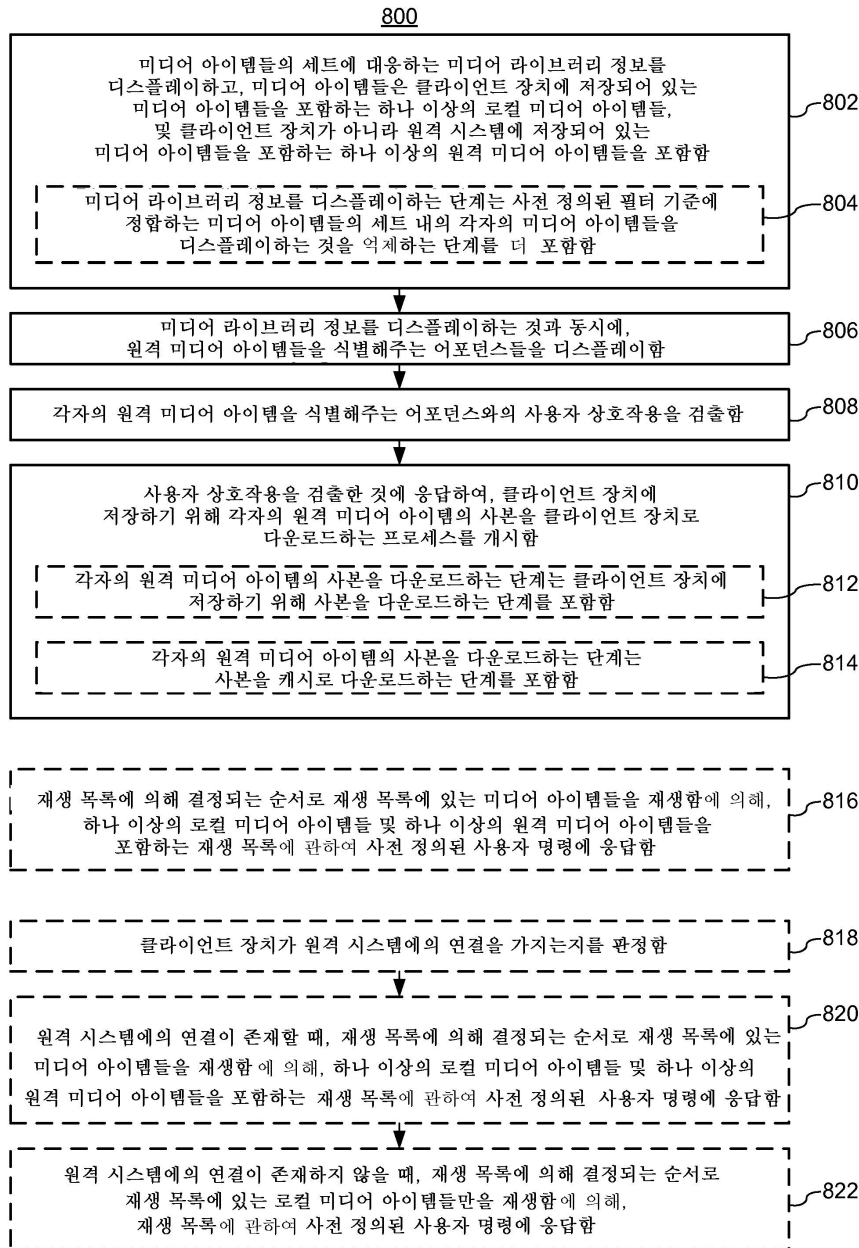 800
미디어 아이템들의 세트에 대응하는 미디어 라이브러리 정보를
디스플레이하고, 미디어 아이템들은 클라이언트 장치에 저장되어 있는
미디어 아이템들을 포함하는 하나 이상의 로컬 미디어 아이템들,
및 클라이언트 장치가 아니라 원격 시스템에 저장되어 있는
미디어 아이템들을 포함하는 하나 이상의 원격 미디어 아이템들을 포함함
802
미디어 라이브러리 정보를 디스플레이하는 단계는 사전 정의된 필터 기준에
정합하는 미디어 아이템들의 세트 내의 각자의 미디어 아이템들을
디스플레이하는 것을 억제하는 단계를 더 포함함
804
미디어 라이브러리 정보를 디스플레이하는 것과 동시에,
원격 미디어 아이템들을 식별해주는 어포던스들을 디스플레이함
806
각자의 원격 미디어 아이템을 식별해주는 어포던스와의 사용자 상호작용을 검출함
808
사용자 상호작용을 검출한 것에 응답하여, 클라이언트 장치에
저장하기 위해 각자의 원격 미디어 아이템의 사본을 클라이언트 장치로
다운로드하는 프로세스를 개시함
810
각자의 원격 미디어 아이템의 사본을 다운로드하는 단계는 클라이언트 장치에
저장하기 위해 사본을 다운로드하는 단계를 포함함
812
각자의 원격 미디어 아이템의 사본을 다운로드하는 단계는
사본을 캐시로 다운로드하는 단계를 포함함
814
재생 목록에 의해 결정되는 순서로 재생 목록에 있는 미디어 아이템들을 재생함에 의해,
하나 이상의 로컬 미디어 아이템들 및 하나 이상의 원격 미디어 아이템들을
포함하는 재생 목록에 관하여 사전 정의된 사용자 명령에 응답함
816
클라이언트 장치가 원격 시스템에의 연결을 가지는지를 판정함
818
원격 시스템에의 연결이 존재할 때, 재생 목록에 의해 결정되는 순서로 재생 목록에 있는
미디어 아이템들을 재생함에 의해, 하나 이상의 로컬 미디어 아이템들 및 하나 이상의
원격 미디어 아이템들을 포함하는 재생 목록에 관하여 사전 정의된 사용자 명령에 응답함
820
원격 시스템에의 연결이 존재하지 않을 때, 재생 목록에 의해 결정되는 순서로
재생 목록에 있는 로컬 미디어 아이템들만을 재생함에 의해,
재생 목록에 관하여 사전 정의된 사용자 명령에 응답함
822